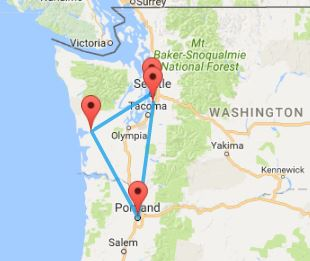 Surrey
Victoria
Mt.
Baker-Snoqualmie
National Forest
Seattle
Tacoma
WASHINGTON
Olympia
Yakima
Kennewick
Portland
Salem